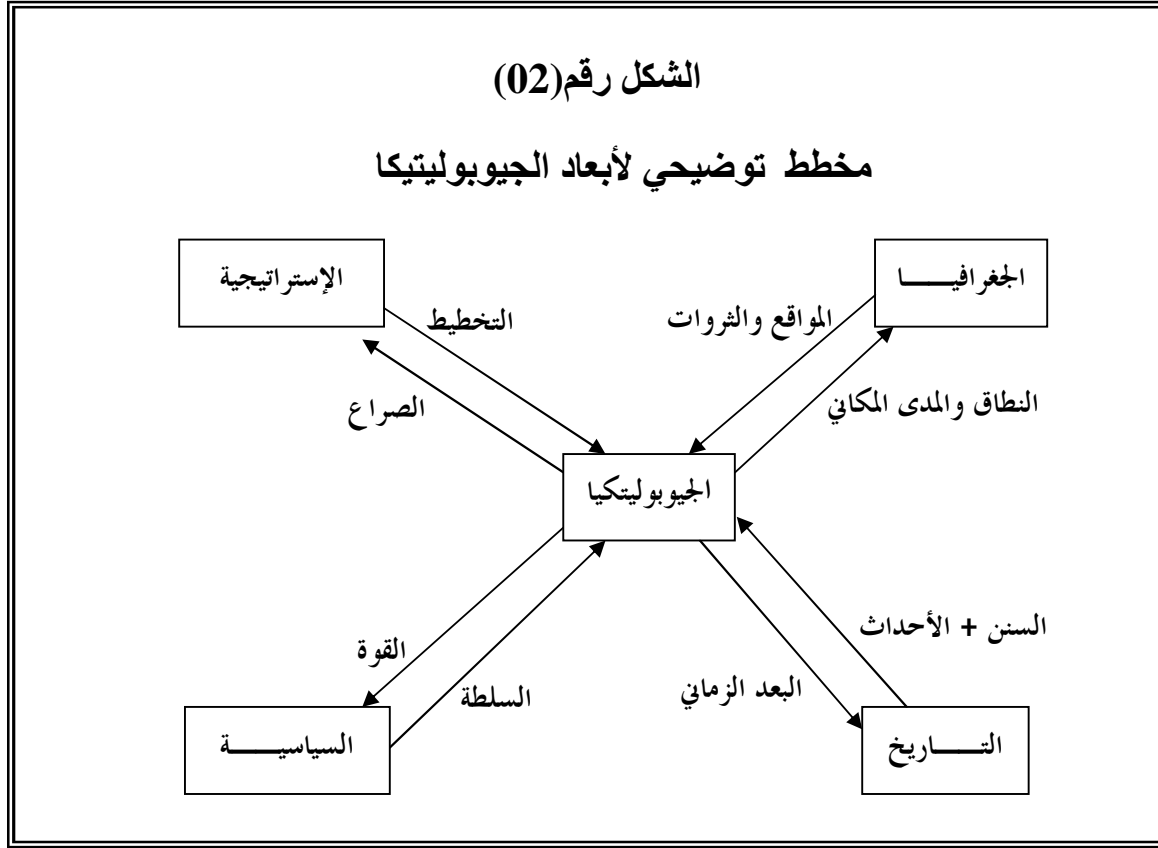 الشكل رقم(02)
مخطط توضيحي لأبعاد الجيوبوليتيكا
الجغرافيـــــا
الإستراتيجية
المواقع والثروات
التخطيط
النطاق والمدى المكاني
الصراع
الجيوبوليتكيا
السنن + الأحداث
القوة
البعد الزماني
السلطة
التـــــاريخ
السياسيـــــة